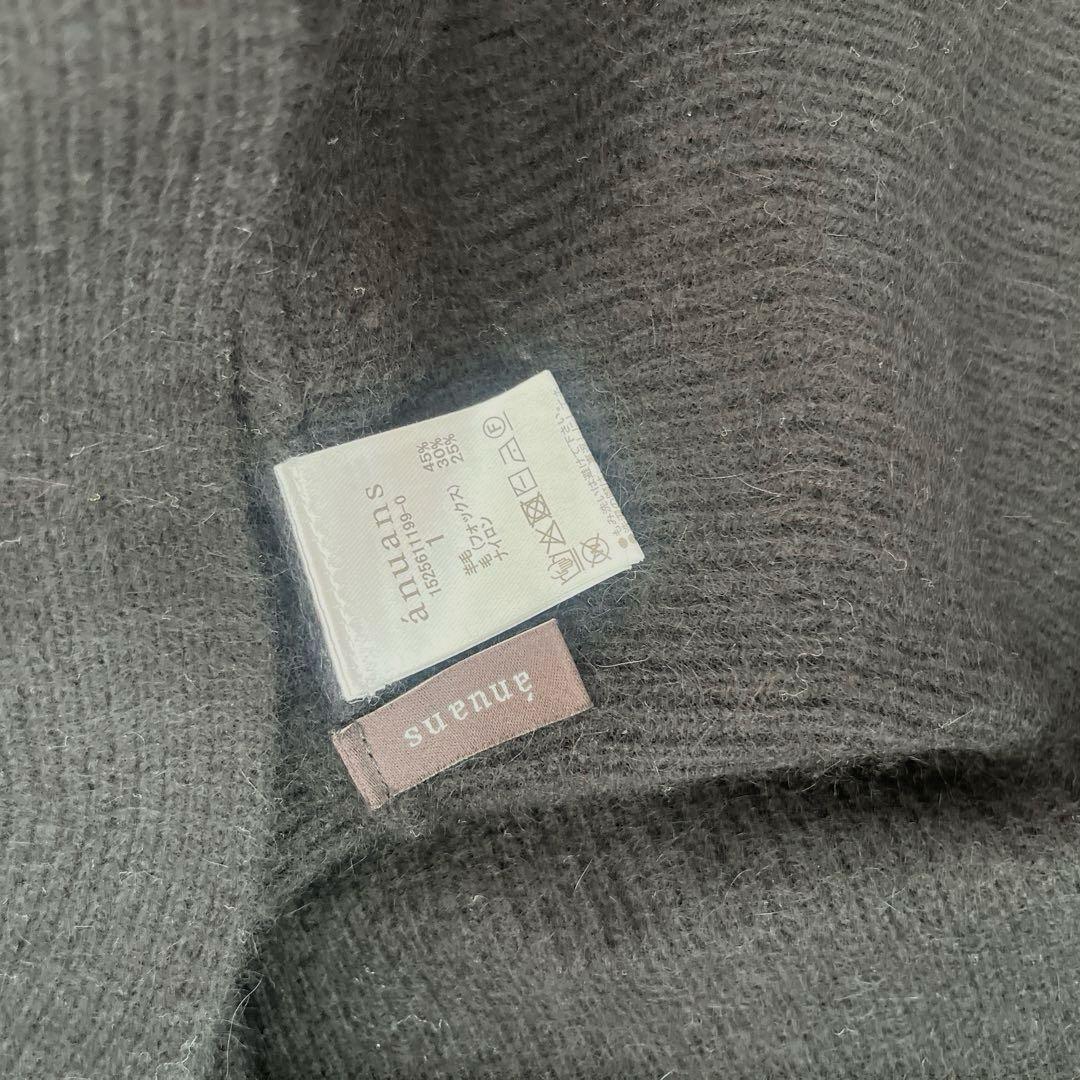 ánuans
1525611199-0
1
毛 45%
毛(フォックス) 30%
ナイロン 25%
F
ánuans